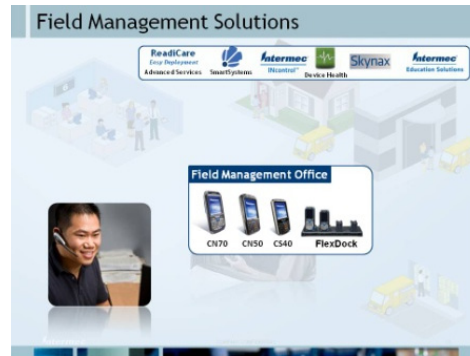 Field Management Solutions
ReadiCare
Easy Deployment
Advanced Services
SmartSystems
Intermec
INcontrol™
Device Health
Skynax
Intermec
Education Solutions
Field Management Office
CN70 CN50 CS40 FlexDock